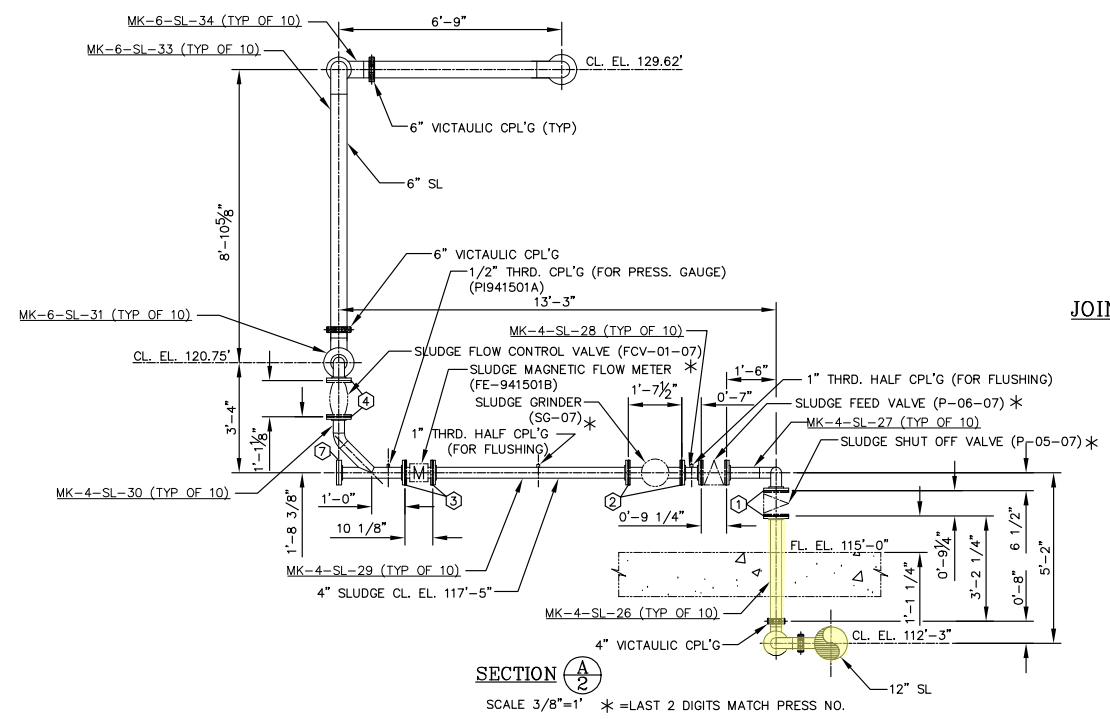 MK-6-SL-34 (TYP OF 10)
6'-9"
MK-6-SL-33 (TYP OF 10)
CL. EL. 129.62'
6" VICTAULIC CPL'G (TYP)
6" SL
8'-10⅝"
6" VICTAULIC CPL'G
1/2" THRD. CPL'G (FOR PRESS. GAUGE)
(PI941501A)
13'-3"
MK-6-SL-31 (TYP OF 10)
JOI
MK-4-SL-28 (TYP OF 10)
CL. EL. 120.75'
SLUDGE FLOW CONTROL VALVE (FCV-01-07)
SLUDGE MAGNETIC FLOW METER *
(FE-941501B)
1'-6"
1" THRD. HALF CPL'G (FOR FLUSHING)
1'-7½"
0'-7"
4
SLUDGE GRINDER
(SG-07) *
SLUDGE FEED VALVE (P-06-07) *
3'-4"
1'-1⅛"
1" THRD. HALF CPL'G
(FOR FLUSHING)
MK-4-SL-27 (TYP OF 10)
SLUDGE SHUT OFF VALVE (P-05-07) *
7
M
MK-4-SL-30 (TYP OF 10)
1'-0"
3
2
1
10 1/8"
0'-9 1/4"
1'-8 3/8"
FL. EL. 115'-0"
MK-4-SL-29 (TYP OF 10)
4" SLUDGE CL. EL. 117'-5"
1'-1 1/4"
0'-9¼"
3'-2 1/4"
0'-8"
6 1/2"
5'-2"
MK-4-SL-26 (TYP OF 10)
4" VICTAULIC CPL'G
CL. EL. 112'-3"
SECTION A
2
12" SL
SCALE 3/8"=1' * =LAST 2 DIGITS MATCH PRESS NO.